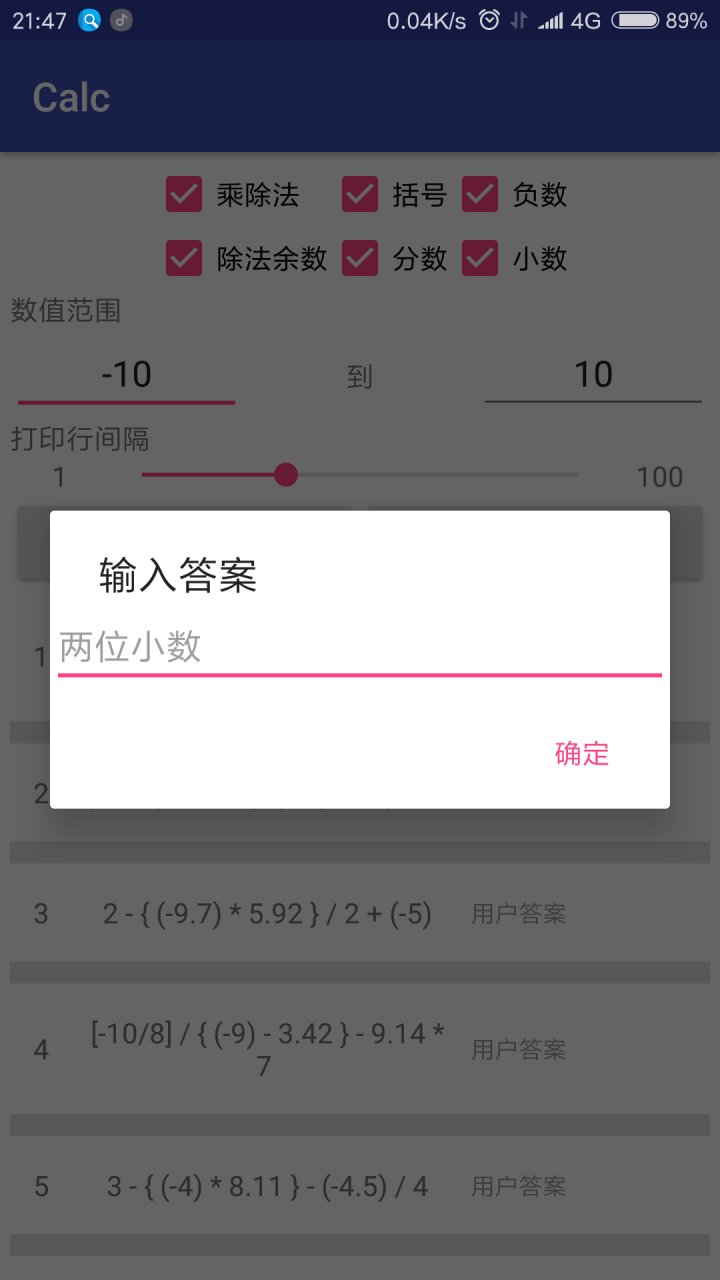 21:47 0.04K/s 4G 89%
Calc
乘除法 括号 负数
除法余数 分数 小数
数值范围
-10 到 10
打印行间隔
1 100
输入答案
1 两位小数
确定
2
3 2 - { (-9.7) * 5.92 } / 2 + (-5) 用户答案
4 [-10/8] / { (-9) - 3.42 } - 9.14 * 用户答案
7
5 3 - { (-4) * 8.11 } - (-4.5) / 4 用户答案